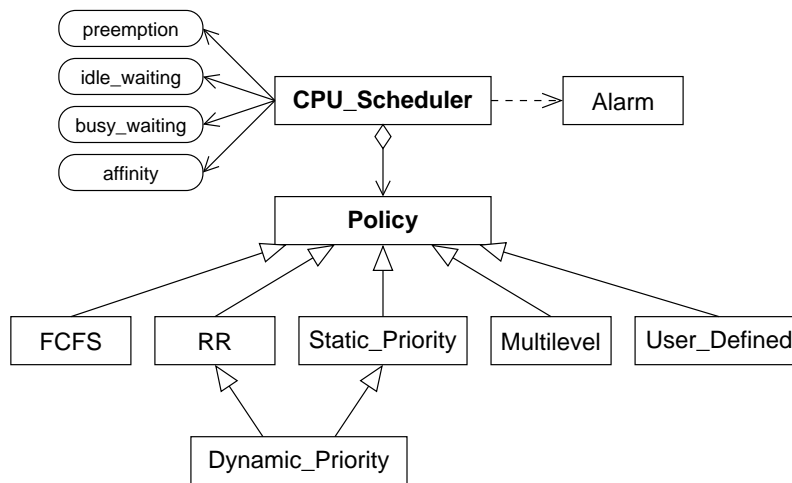 preemption
idle_waiting
busy_waiting
affinity
CPU_Scheduler
Alarm
Policy
FCFS
RR
Static_Priority
Multilevel
User_Defined
Dynamic_Priority